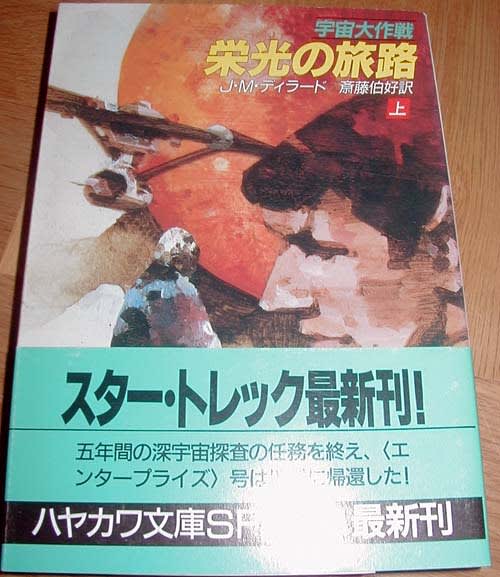 宇宙大作戦
栄光の旅路
J・M・ディラード 斎藤伯好訳
上
スター・トレック最新刊!
五年間の深宇宙探査の任務を終え、〈エ
ンタープライズ〉号は に帰還した!
ハヤカワ文庫SF 最新刊